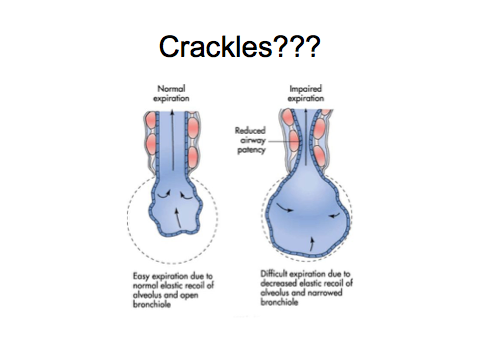 Crackles???
Normal
expiration
Impaired
expiration
Reduced
airway
patency
Easy expiration due to
normal elastic recoil of
alveolus and open
bronchiole
Difficult expiration due to
decreased elastic recoil of
alveolus and narrowed
bronchiole